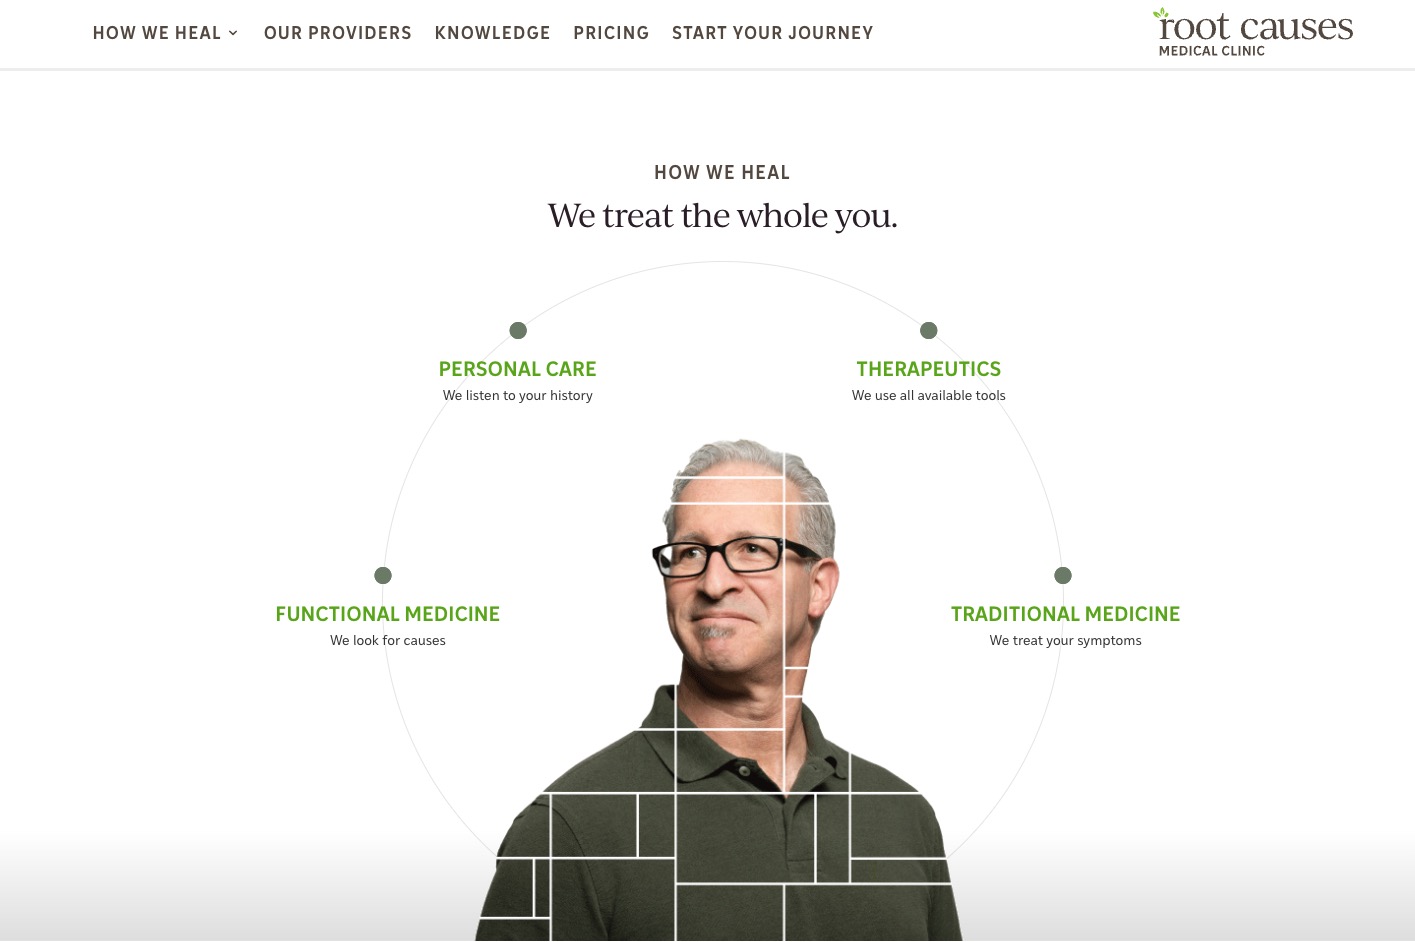 HOW WE HEAL
OUR PROVIDERS
KNOWLEDGE
PRICING
START YOUR JOURNEY
root causes
MEDICAL CLINIC
HOW WE HEAL
We treat the whole you.
PERSONAL CARE
We listen to your history
THERAPEUTICS
We use all available tools
FUNCTIONAL MEDICINE
We look for causes
TRADITIONAL MEDICINE
We treat your symptoms